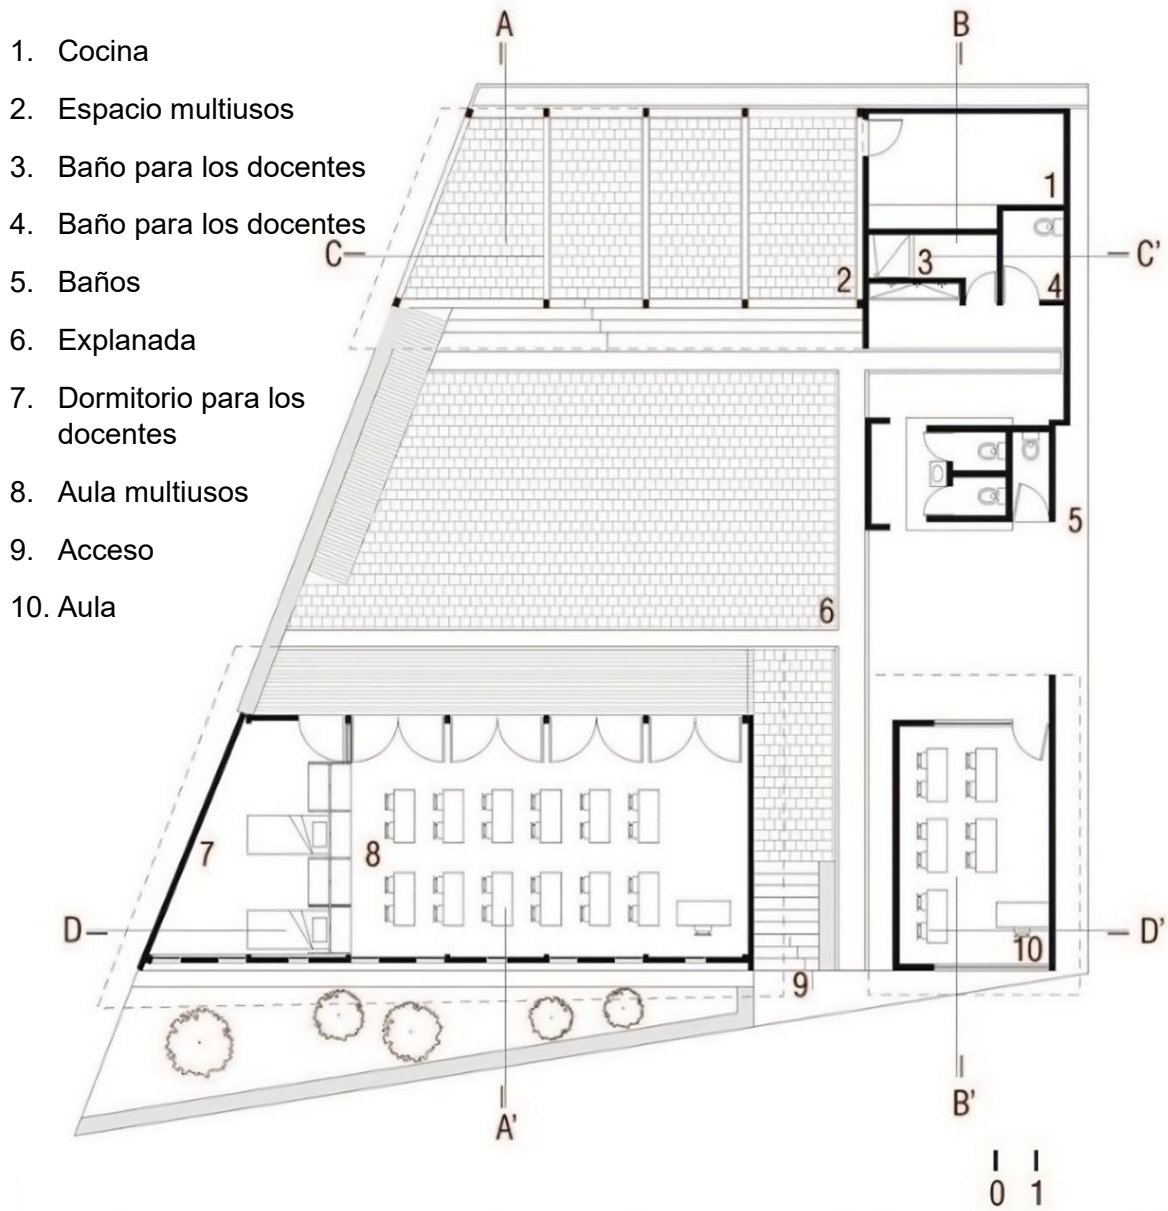 A
B
1. Cocina
2. Espacio multiusos
3. Baño para los docentes
4. Baño para los docentes
5. Baños
6. Explanada
7. Dormitorio para los
docentes
8. Aula multiusos
9. Acceso
10. Aula
1
C
2
3
4
C'
5
6
7
8
D
9
10
D'
A'
B'
0 1